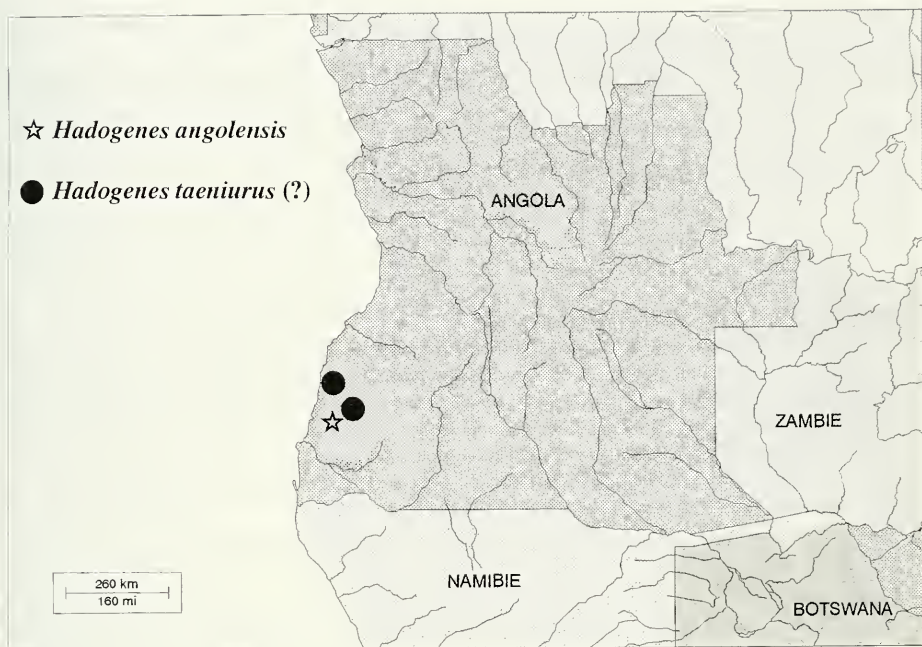 ☆ Hadogenes angolensis
● Hadogenes taeniurus (?)
ANGOLA
ZAMBIE
NAMIBIE
BOTSWANA
260 km
160 mi